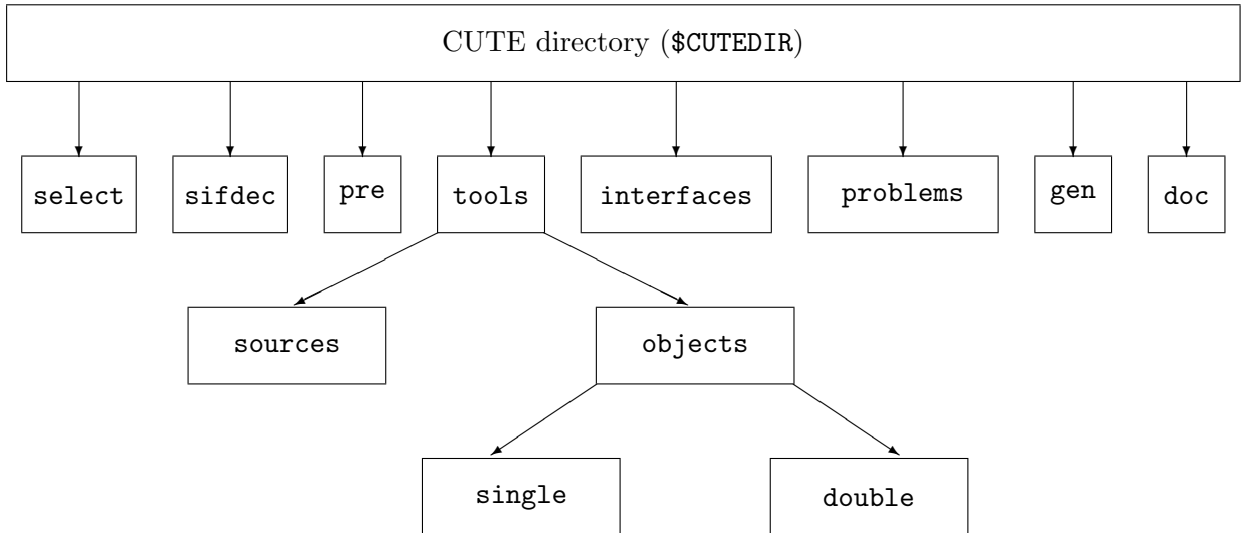 CUTE directory ($CUTEDIR)
select sifdec pre tools interfaces problems gen doc
sources objects
single double